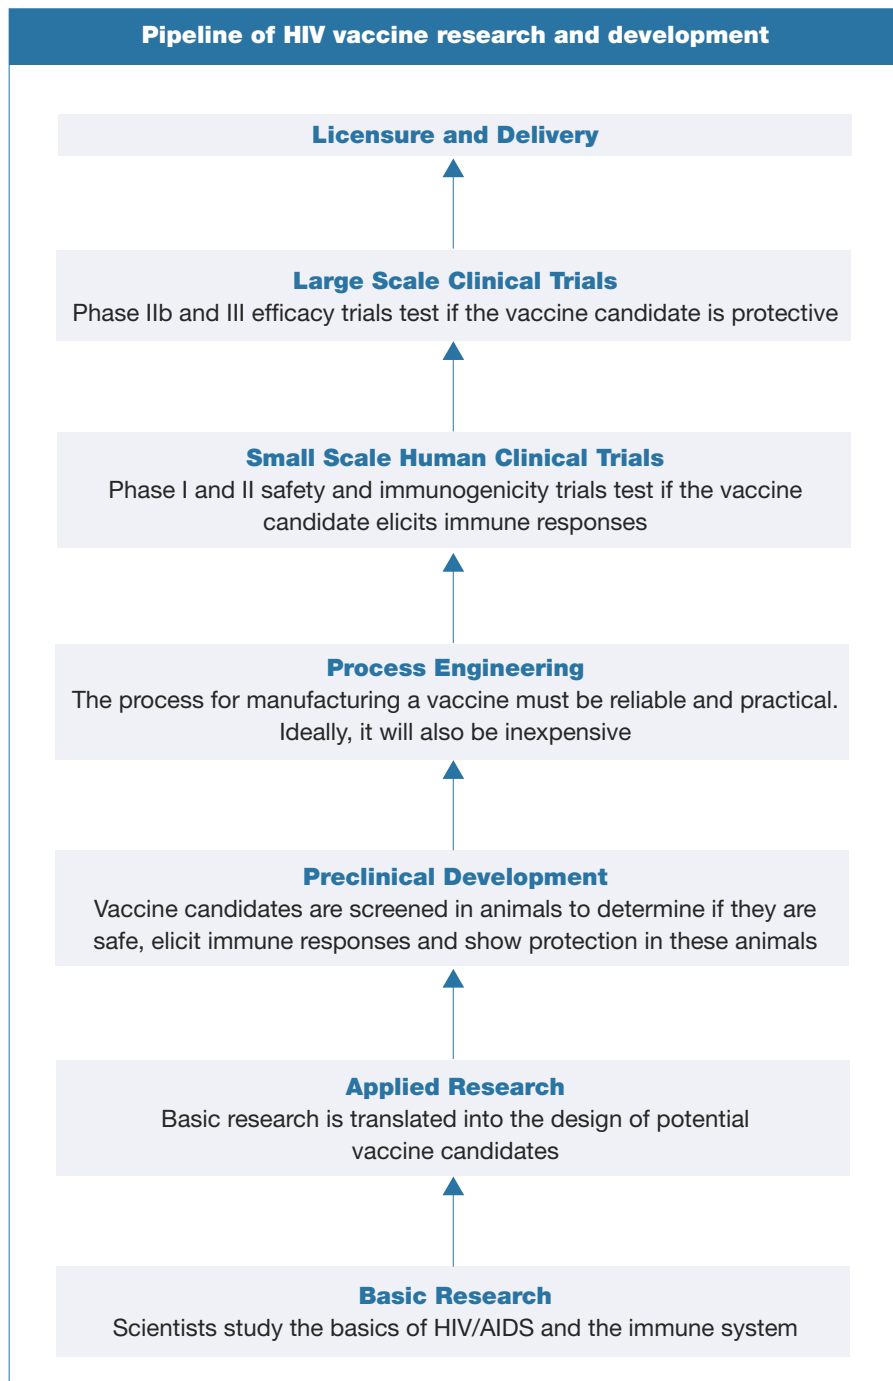 Pipeline of HIV vaccine research and development
Licensure and Delivery
Large Scale Clinical Trials
Phase IIb and III efficacy trials test if the vaccine candidate is protective
Small Scale Human Clinical Trials
Phase I and II safety and immunogenicity trials test if the vaccine
candidate elicits immune responses
Process Engineering
The process for manufacturing a vaccine must be reliable and practical.
Ideally, it will also be inexpensive
Preclinical Development
Vaccine candidates are screened in animals to determine if they are
safe, elicit immune responses and show protection in these animals
Applied Research
Basic research is translated into the design of potential
vaccine candidates
Basic Research
Scientists study the basics of HIV/AIDS and the immune system